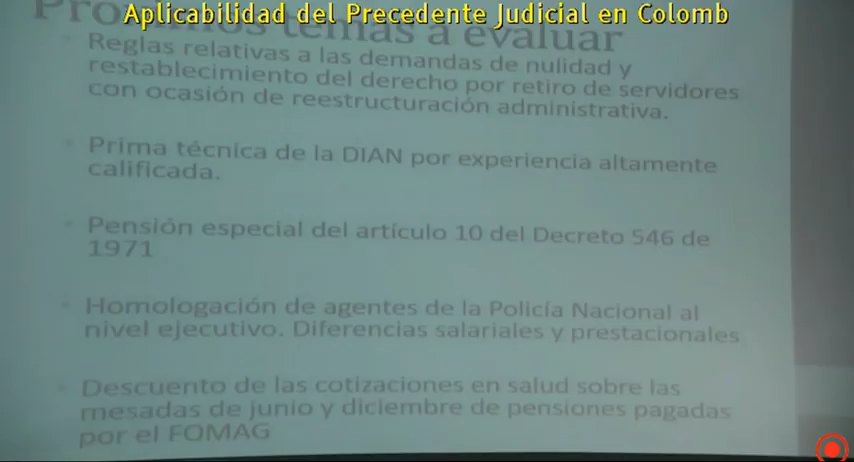 Aplicabilidad del Precedente Judicial en Colomb
temas a evaluar
Reglas relativas a las demandas de nulidad y
restablecimiento del derecho por retiro de servidores
con ocasión de reestructuración administrativa.
Prima técnica de la DIAN por experiencia altamente
calificada.
Pensión especial del artículo 10 del Decreto 546 de
1971
Homologación de agentes de la Policía Nacional al
nivel ejecutivo. Diferencias salariales y prestacionales
Descuento de las cotizaciones en salud sobre las
mesadas de junio y diciembre de pensiones pagadas
por el FOMAG